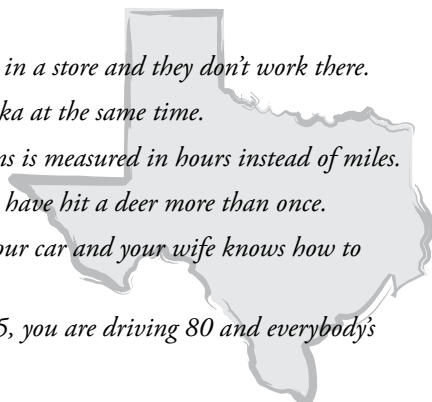 in a store and they don't work there.
ka at the same time.
ns is measured in hours instead of miles.
have hit a deer more than once.
our car and your wife knows how to
5, you are driving 80 and everybody's